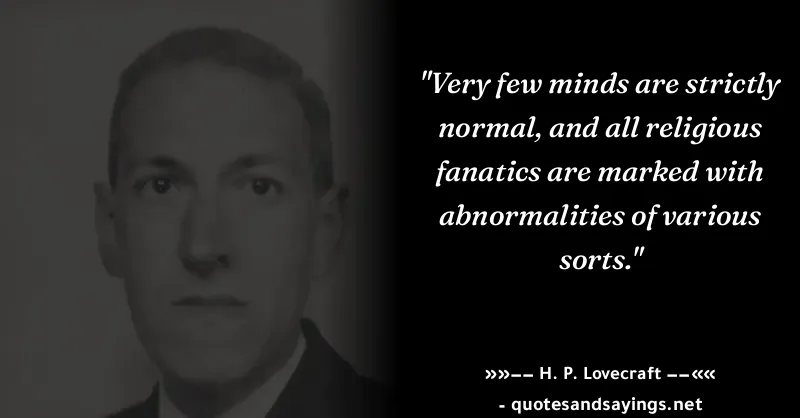 "Very few minds are strictly
normal, and all religious
fanatics are marked with
abnormalities of various
sorts."
»»−− H. P. Lovecraft −−««
- quotesandsayings.net